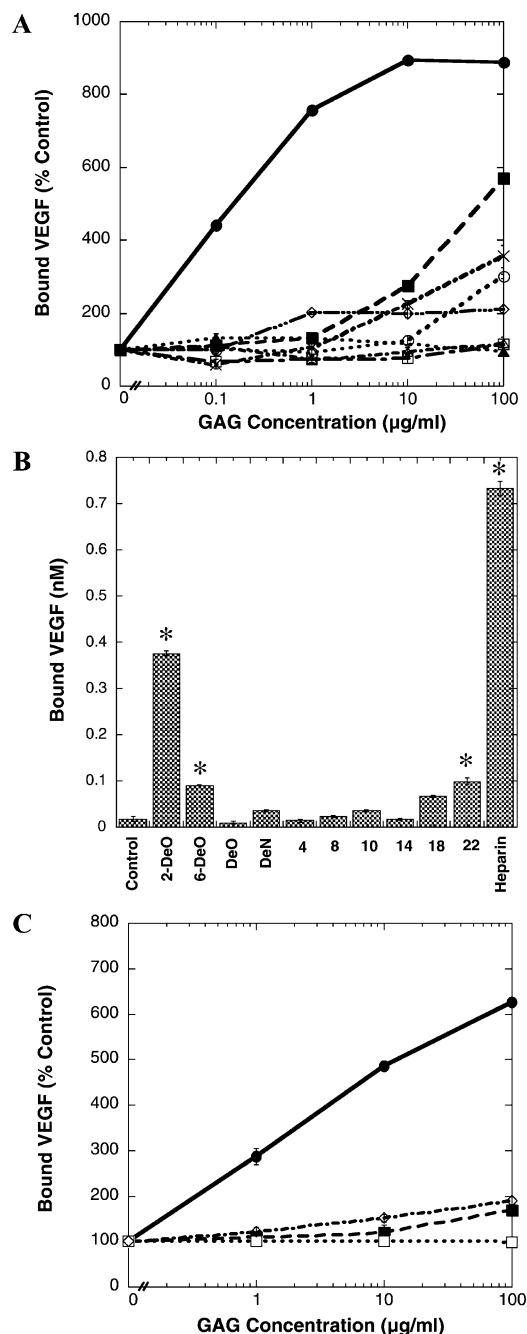 A
1000
800
600
400
200
100
0
Bound VEGF (% Control)
0 0.1 1 10 100
GAG Concentration (µg/ml)
B
0.8
0.7
0.6
0.5
0.4
0.3
0.2
0.1
0
Bound VEGF (nM)
* * * *
Control 2-DeO 6-DeO DeO DeN 4 8 10 14 18 22 Heparin
C
800
700
600
500
400
300
200
100
0
Bound VEGF (% Control)
0 1 10 100
GAG Concentration (µg/ml)